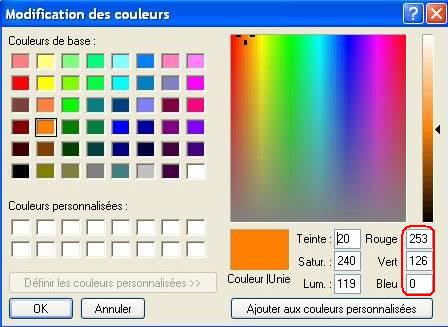 Modification des couleurs
Couleurs de base :
Couleurs personnalisées :
Définir les couleurs personnalisées >>
OK
Annuler
Couleur |Unie
Teinte : 20
Satur. : 240
Lum. : 119
Rouge : 253
Vert : 126
Bleu : 0
Ajouter aux couleurs personnalisées